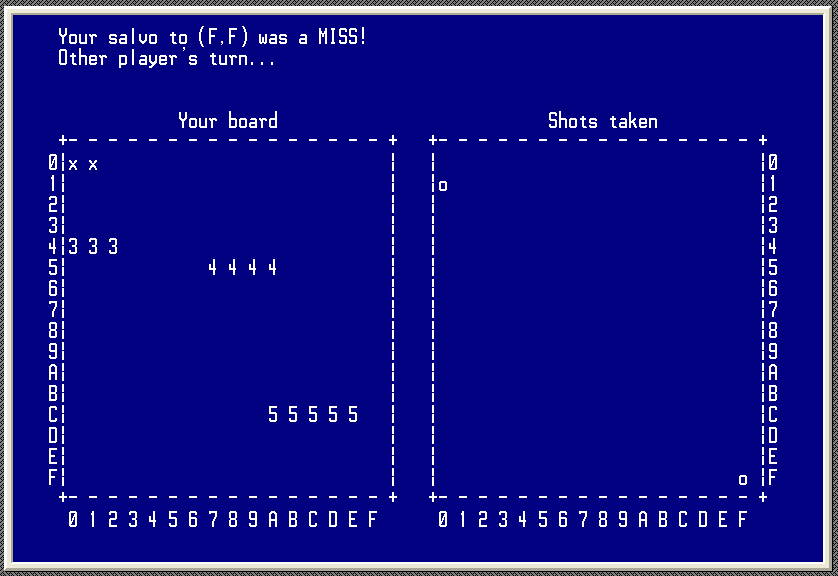 Your salvo to (F,F) was a MISS!
Other player's turn...
Your board Shots taken
+- - - - - - - - - - - - - - - - + +- - - - - - - - - - - - - - - - +
0|x x | | |0
1| | |o |1
2| | | |2
3| | | |3
4|3 3 3 | | |4
5| 4 4 4 4 | | |5
6| | | |6
7| | | |7
8| | | |8
9| | | |9
A| | | |A
B| | | |B
C| 5 5 5 5 5 | | |C
D| | | |D
E| | | |E
F| | | o |F
+- - - - - - - - - - - - - - - - + +- - - - - - - - - - - - - - - - +
0 1 2 3 4 5 6 7 8 9 A B C D E F 0 1 2 3 4 5 6 7 8 9 A B C D E F